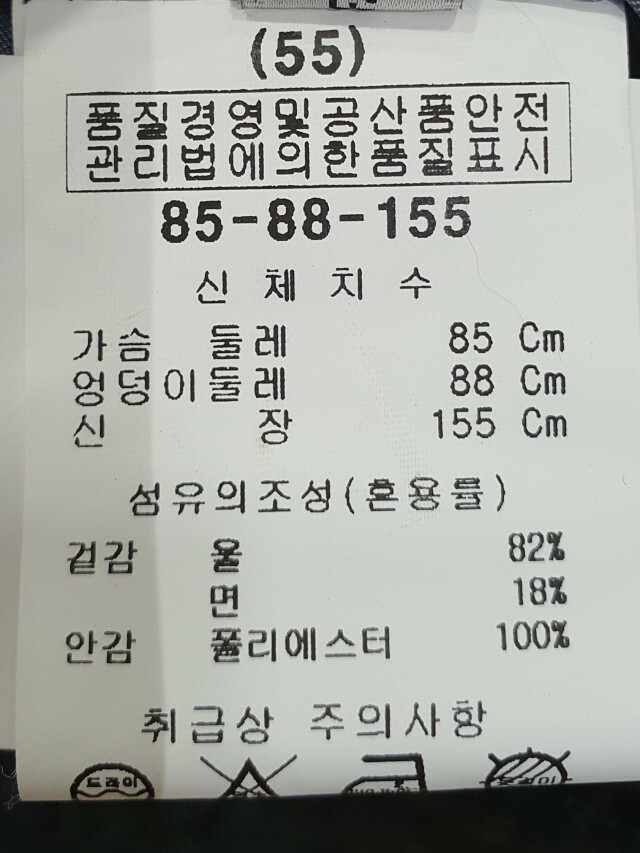 (55)
품질경영및공산품안전
관리법에의한품질표시
85-88-155
신체치수
가슴 둘레 85 Cm
엉덩이둘레 88 Cm
신 장 155 Cm
섬유의조성(혼용률)
겉감 울 82%
면 18%
안감 폴리에스터 100%
취급상 주의사항
드라이